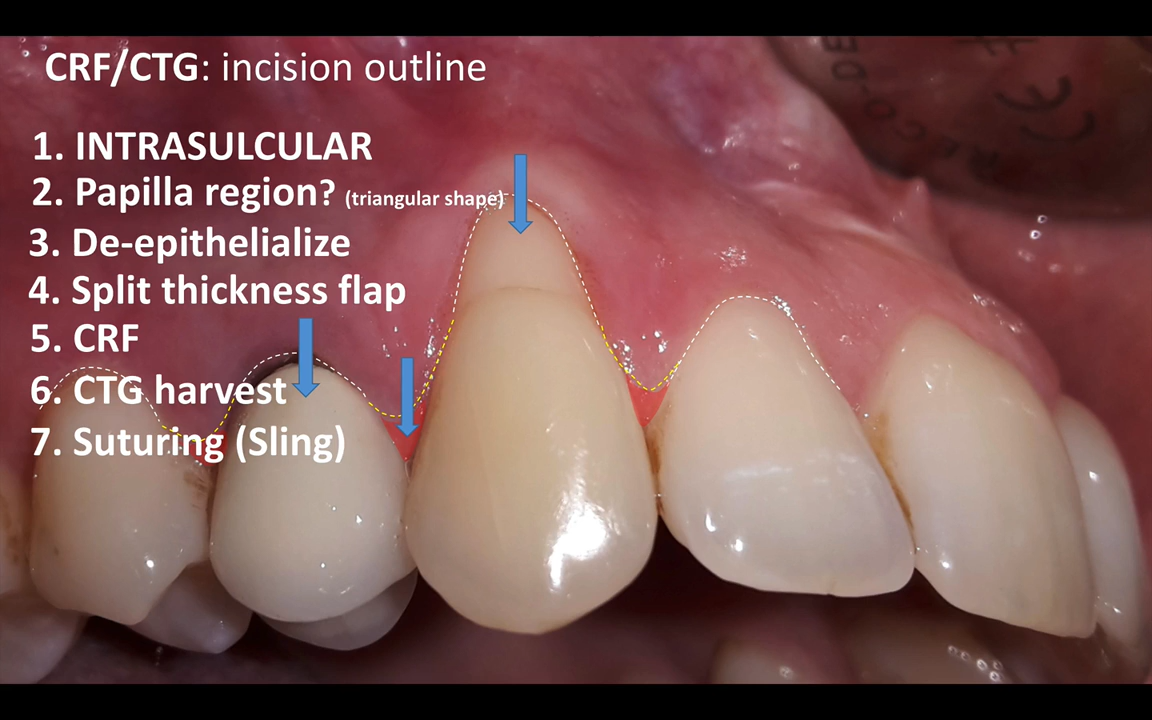 CRF/CTG: incision outline
1. INTRASULCULAR
2. Papilla region? (triangular shape)
3. De-epithelialize
4. Split thickness flap
5. CRF
6. CTG harvest
7. Suturing (Sling)